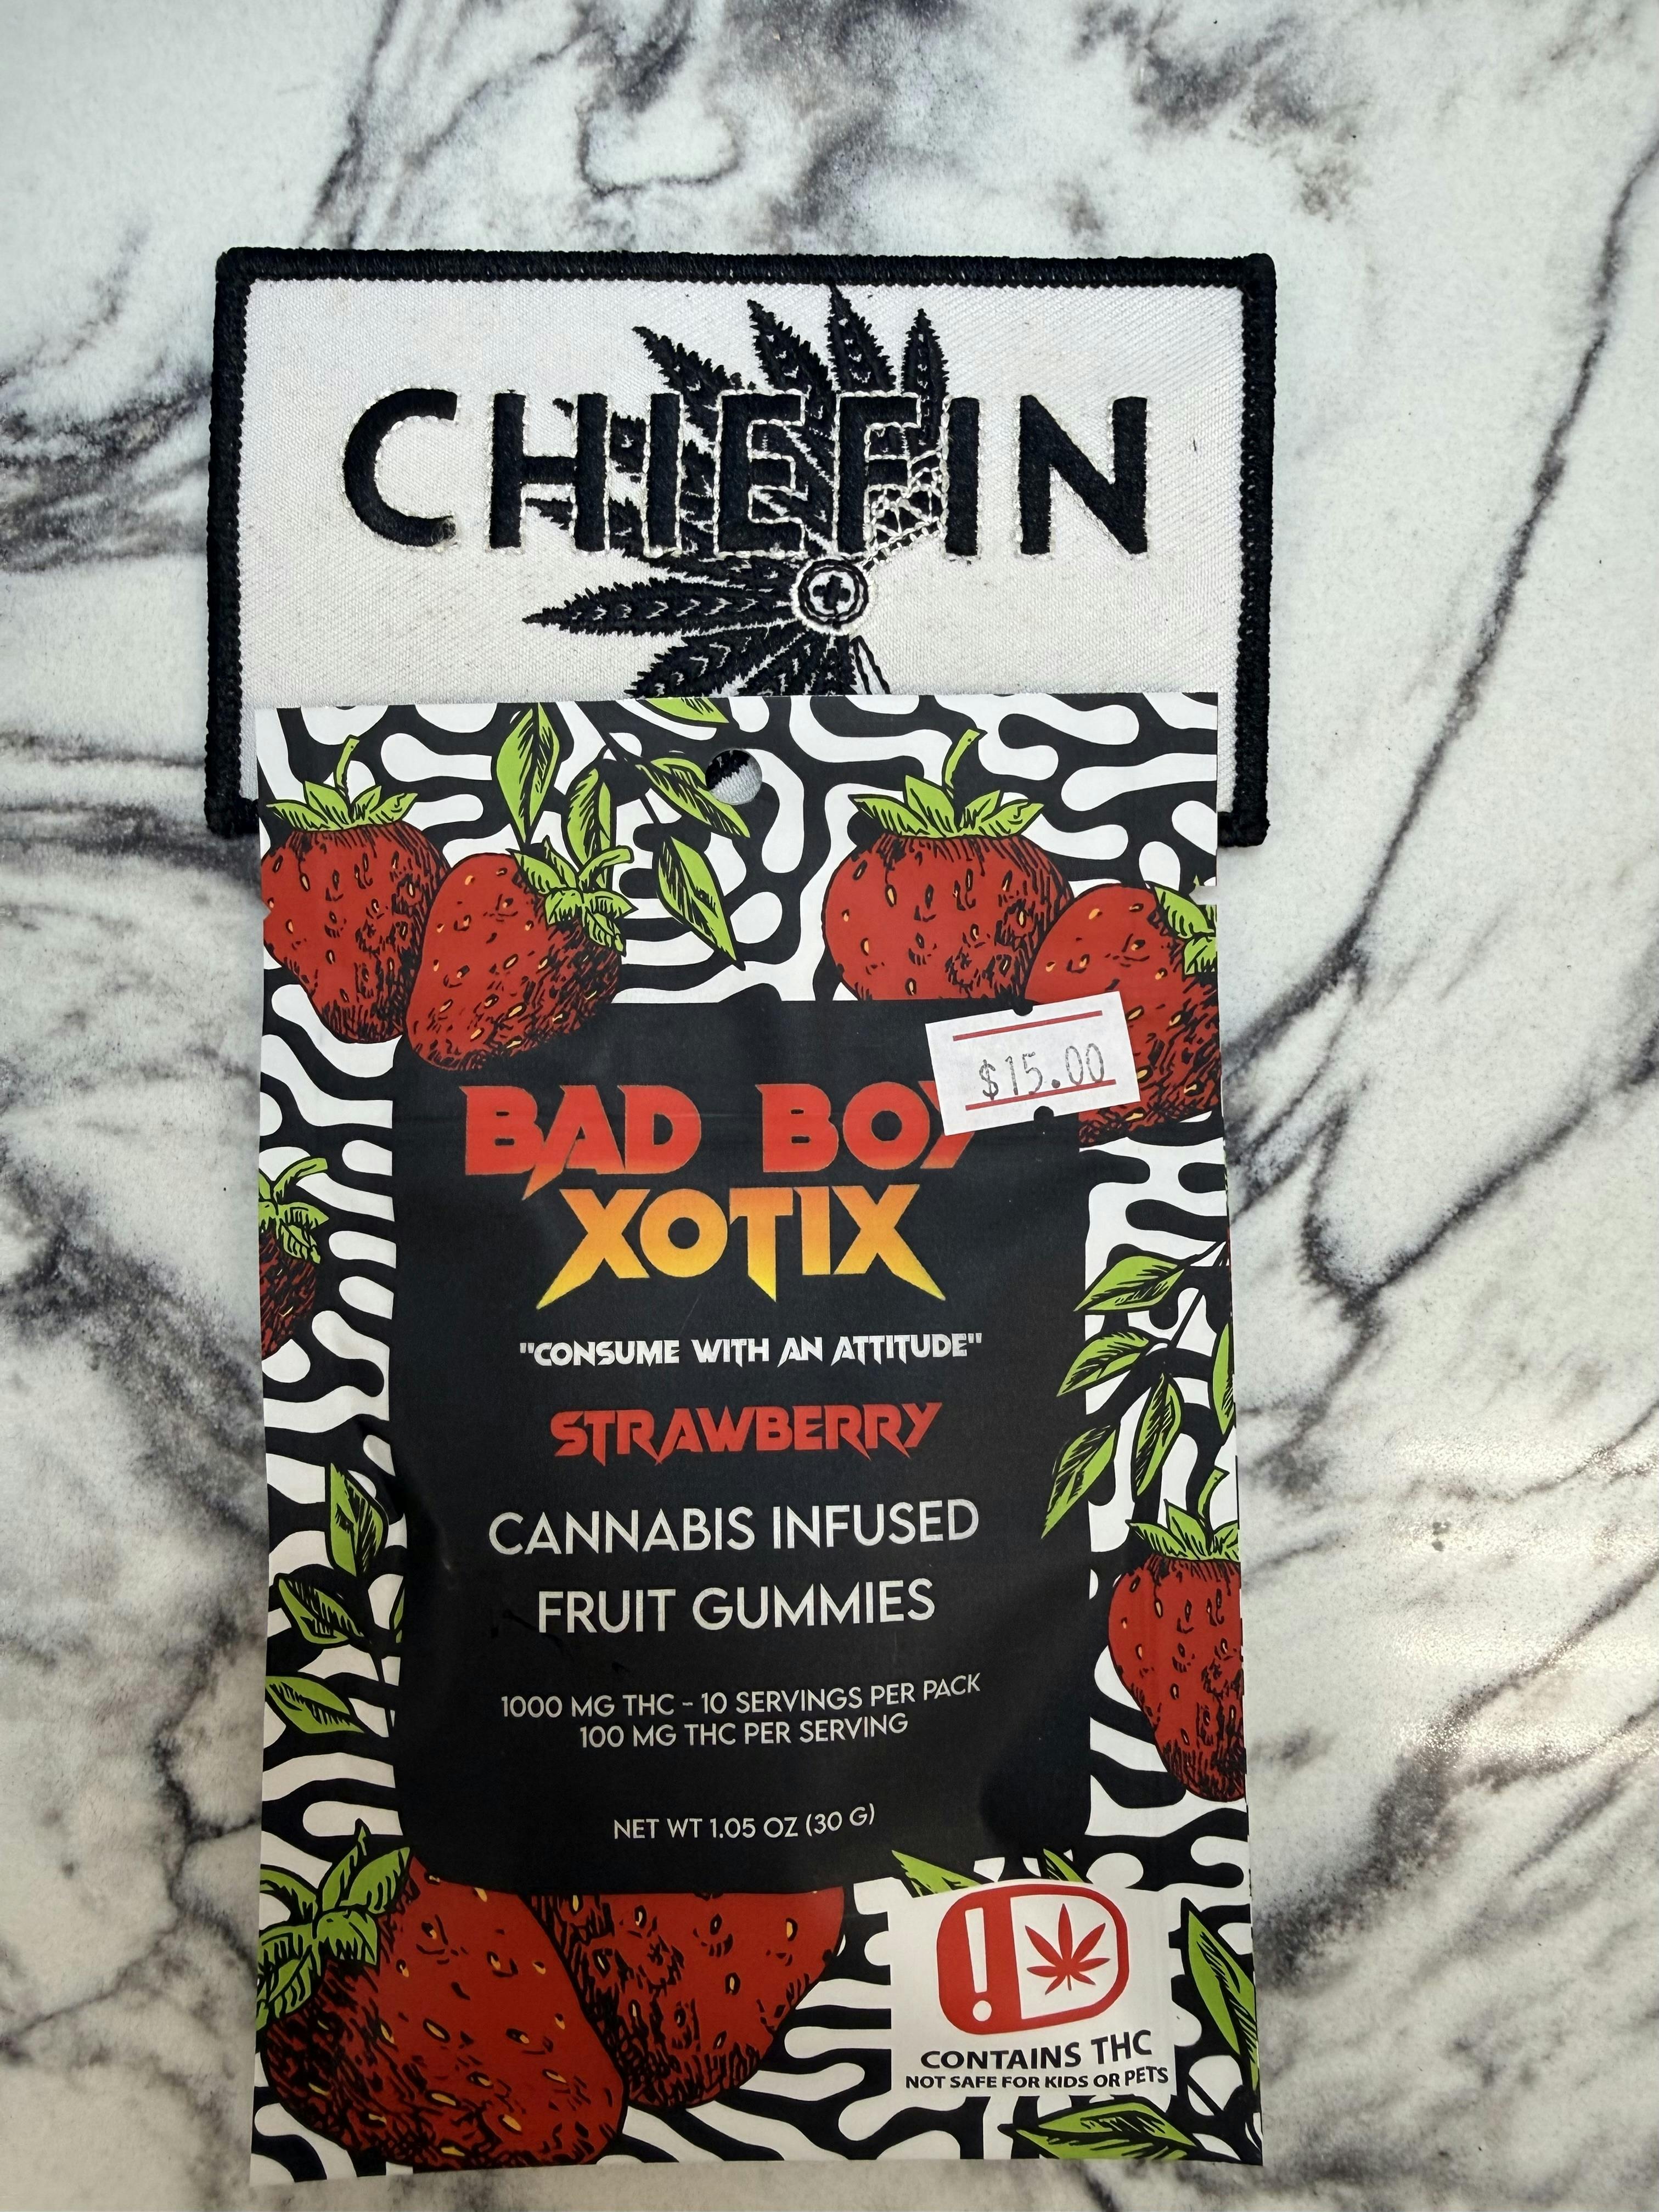 CHIEFIN
$15.00
BAD BOY
XOTIX
"CONSUME WITH AN ATTITUDE"
STRAWBERRY
CANNABIS INFUSED
FRUIT GUMMIES
1000 MG THC - 10 SERVINGS PER PACK
100 MG THC PER SERVING
NET WT 1.05 OZ (30 G)
!
CONTAINS THC
NOT SAFE FOR KIDS OR PETS